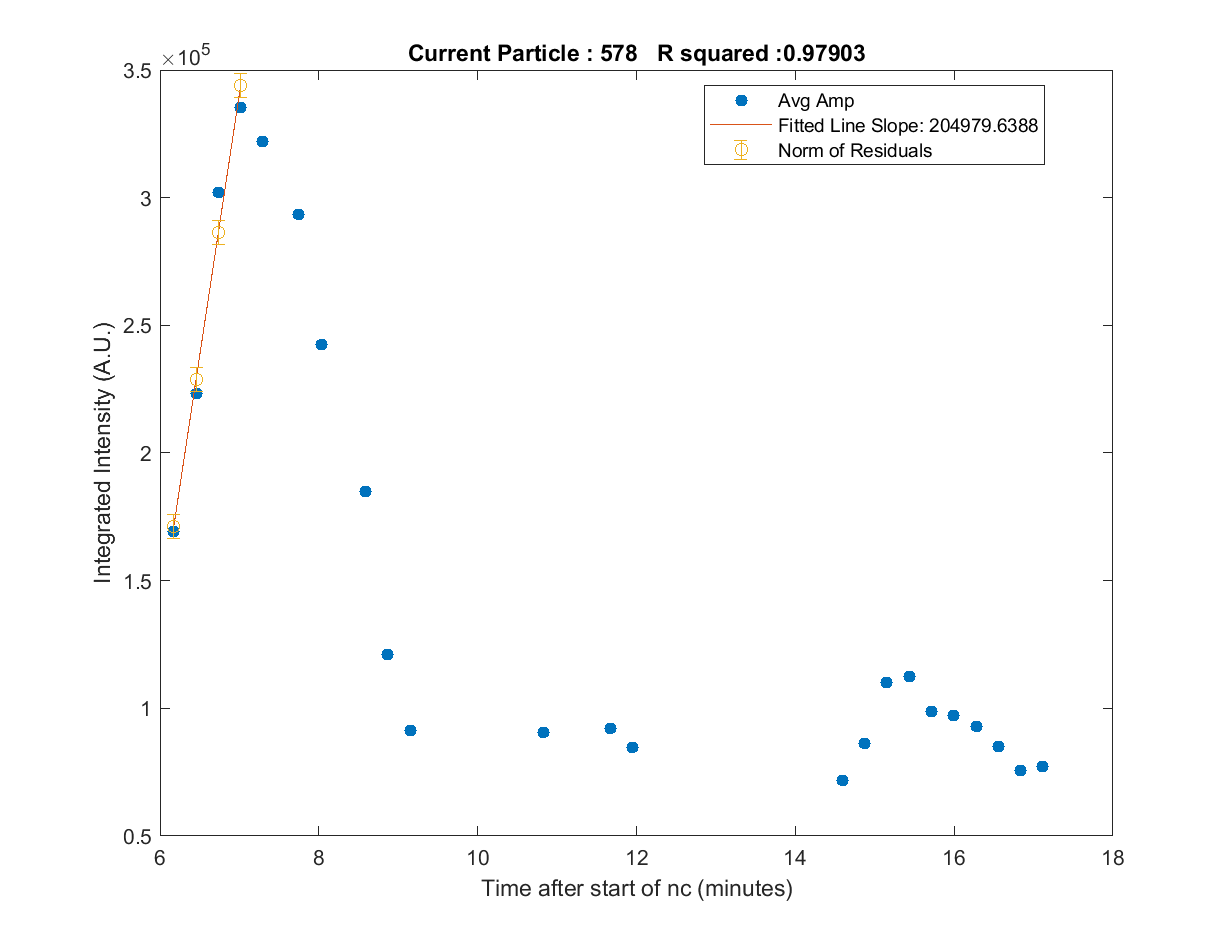 Current Particle : 578   R squared :0.97903
×10^5
3.5
3
2.5
2
1.5
1
0.5
Integrated Intensity (A.U.)
Avg Amp
Fitted Line Slope: 204979.6388
Norm of Residuals
6 8 10 12 14 16 18
Time after start of nc (minutes)